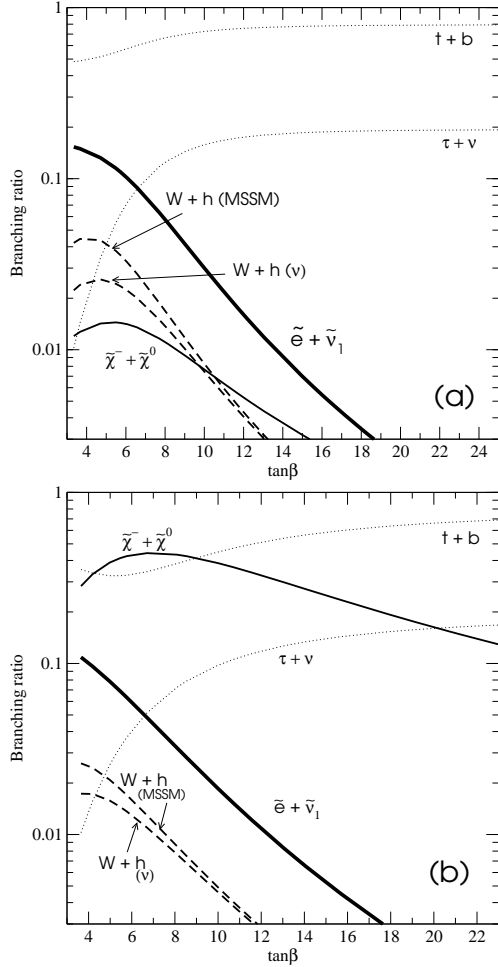 1
t + b
τ + ν
Branching ratio
0.1
W + h (MSSM)
W + h (ν)
0.01
χ̃⁻ + χ̃⁰
ẽ + ν̃₁
(a)
4 6 8 10 12 14 16 18 20 22 24
tanβ
1
χ̃⁻ + χ̃⁰
t + b
Branching ratio
τ + ν
0.1
W + h
(MSSM)
ẽ + ν̃₁
0.01
W + h
(ν)
(b)
4 6 8 10 12 14 16 18 20 22
tanβ